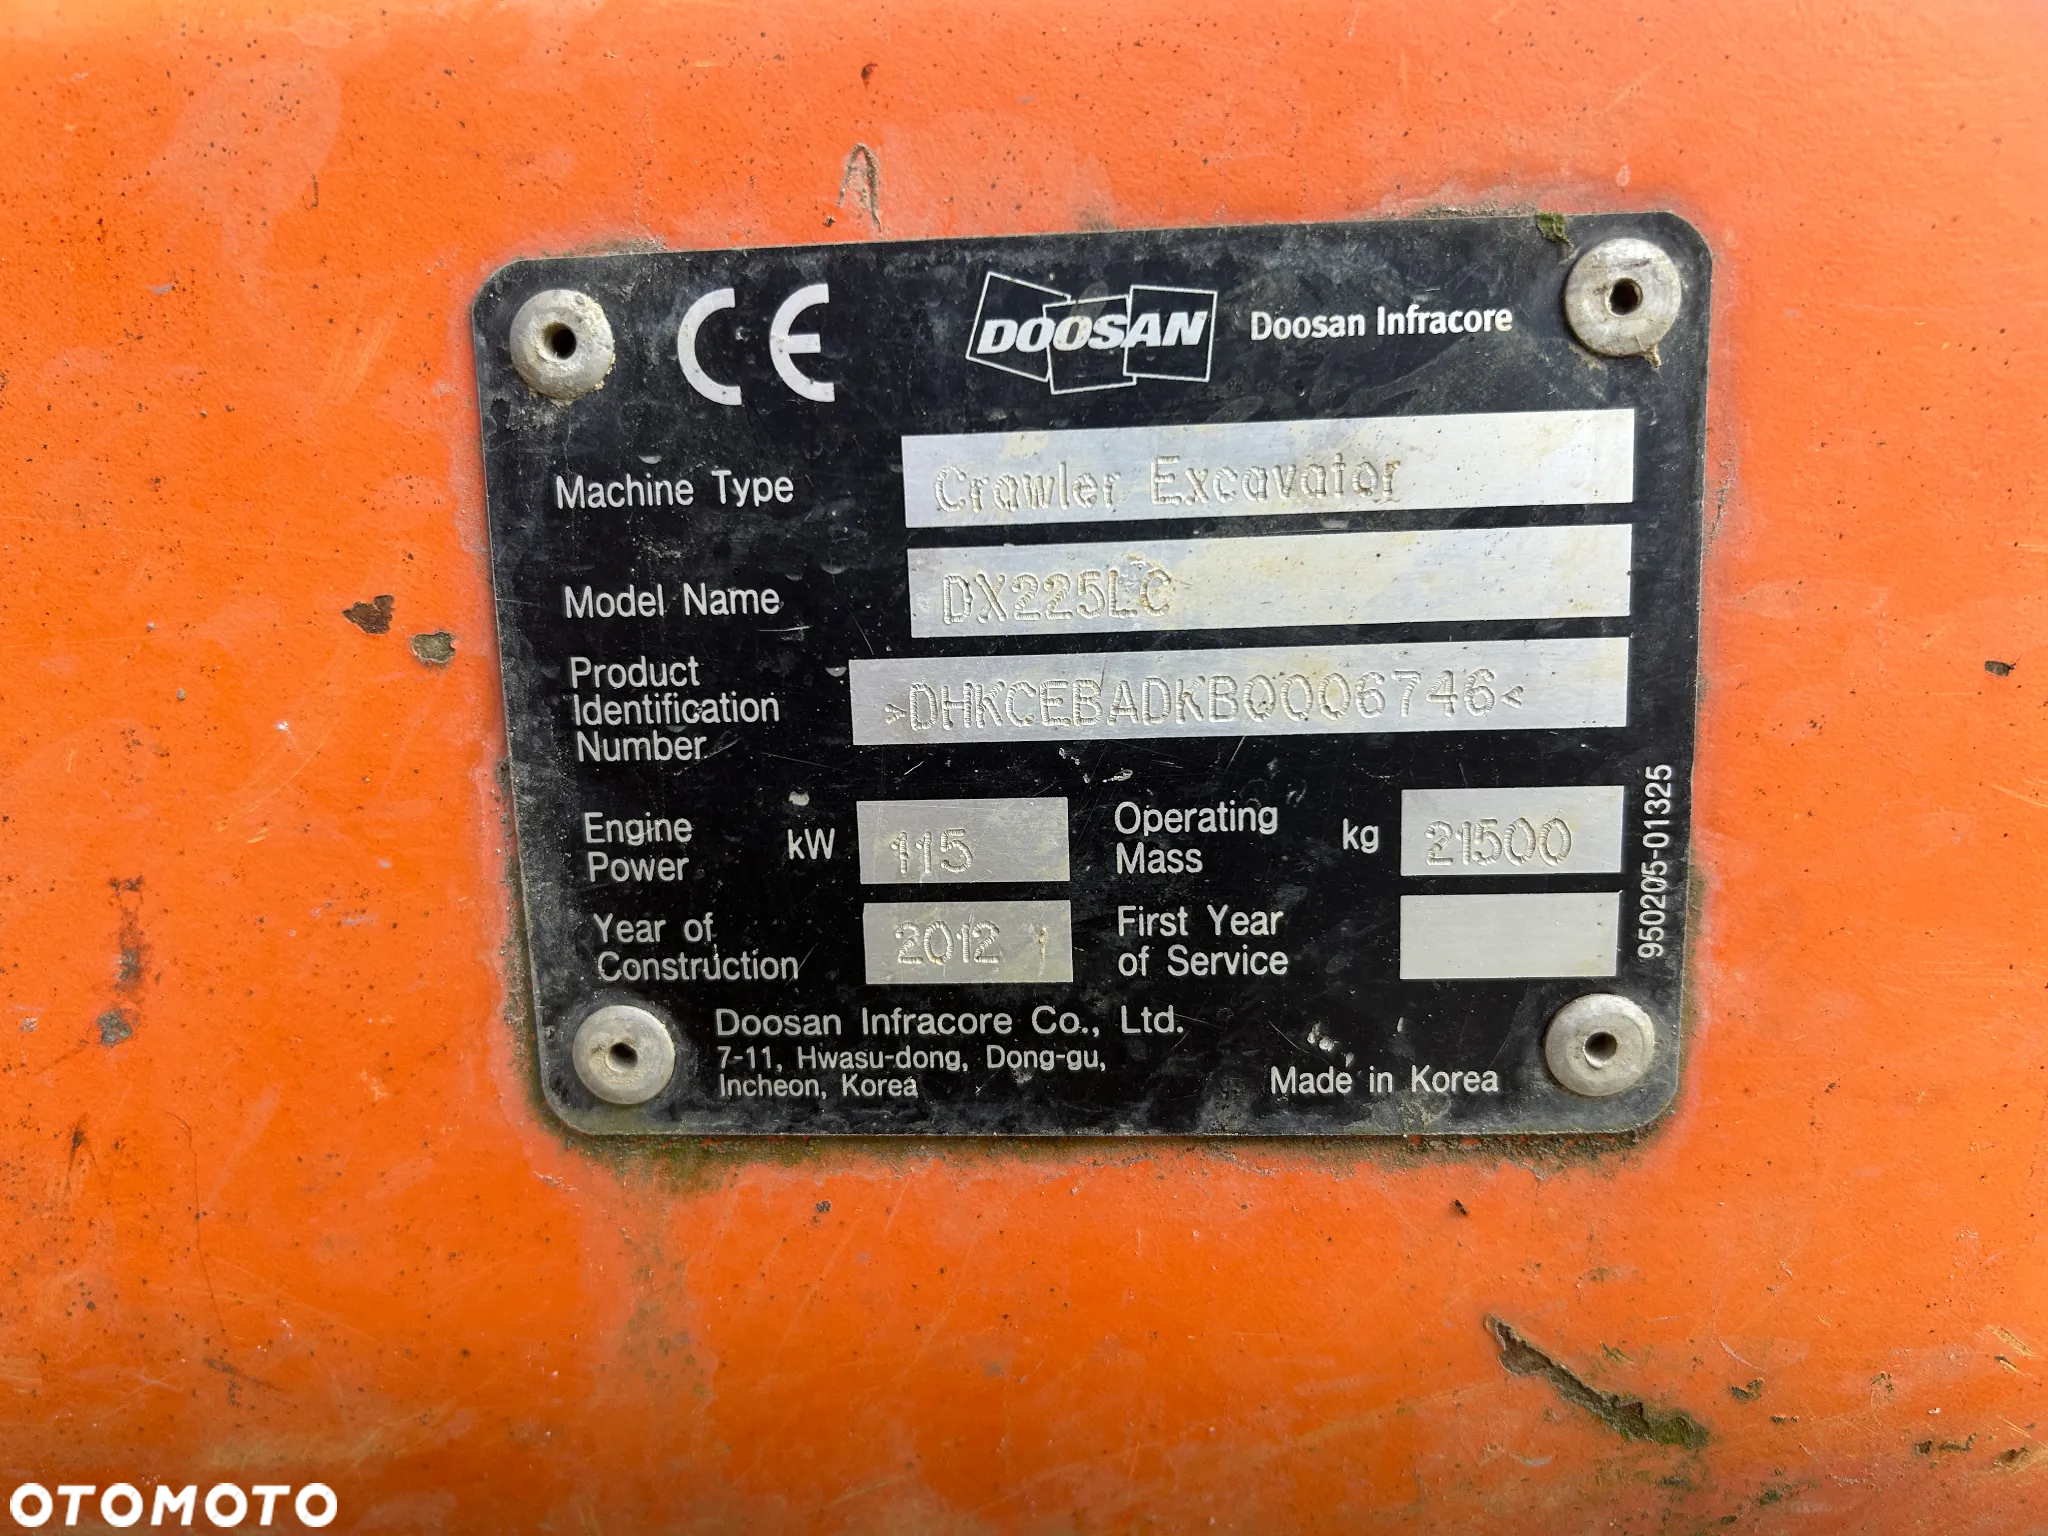 CE DOOSAN Doosan Infracore
Machine Type Crawler Excavator
Model Name DX225LC
Product
Identification
Number
DHKCEBADKB0006746
Engine
Power
kW 115
Operating
Mass
kg 21500
Year of
Construction
2012
First Year
of Service
950205-01325
Doosan Infracore Co., Ltd.
7-11, Hwasu-dong, Dong-gu,
Incheon, Korea
Made in Korea
OTOMOTO